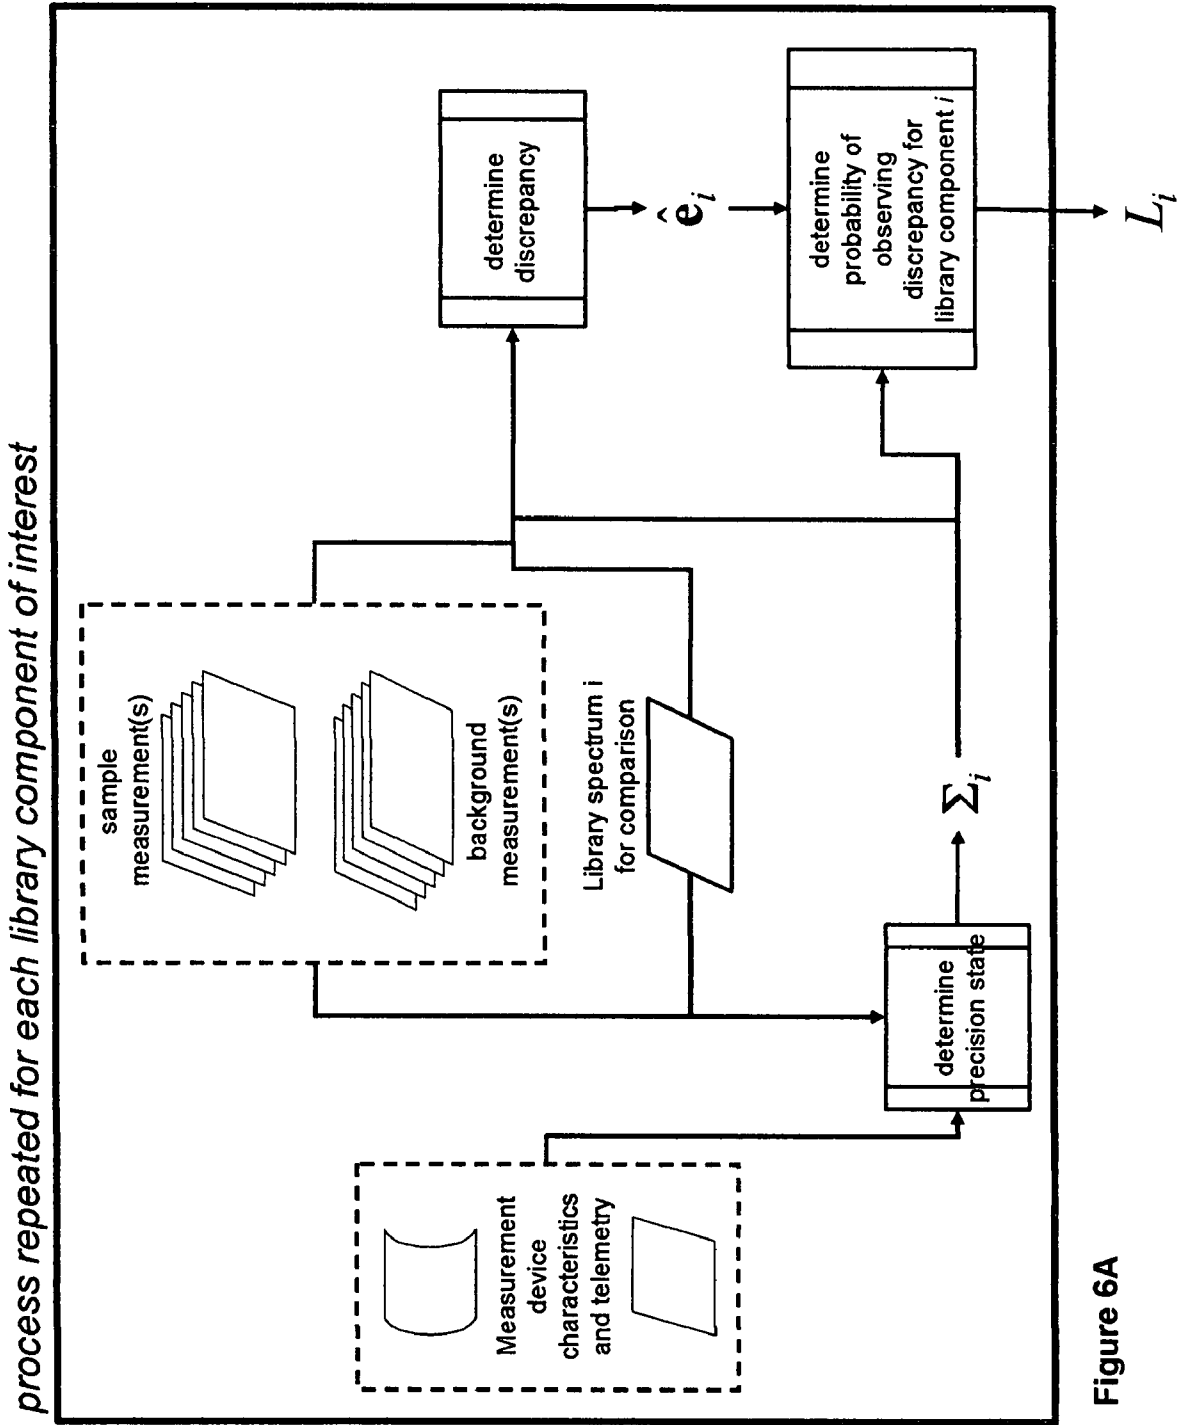 process repeated for each library component of interest
sample
measurement(s)
background
measurement(s)
Library spectrum i
for comparison
Measurement
device
characteristics
and telemetry
determine
precision state
Σi
determine
discrepancy
êi
determine
probability of
observing
discrepancy for
library component i
Li
Figure 6A